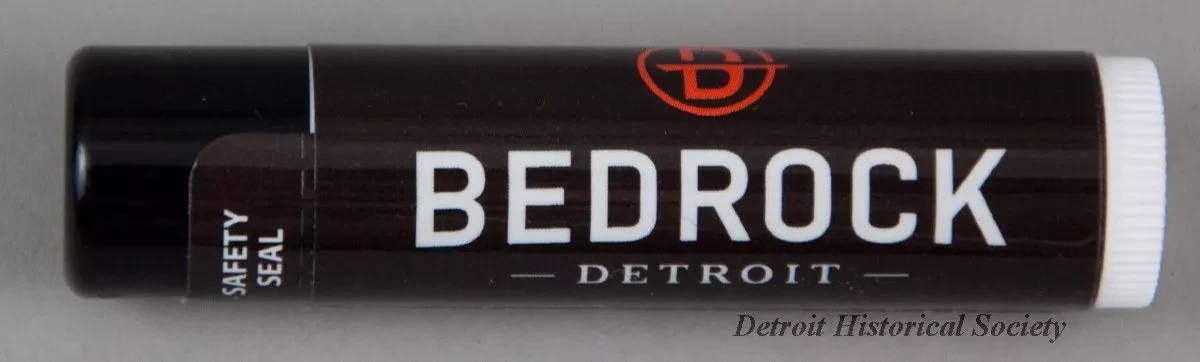 B
BEDROCK
— DETROIT —
SAFETY
SEAL
Detroit Historical Society